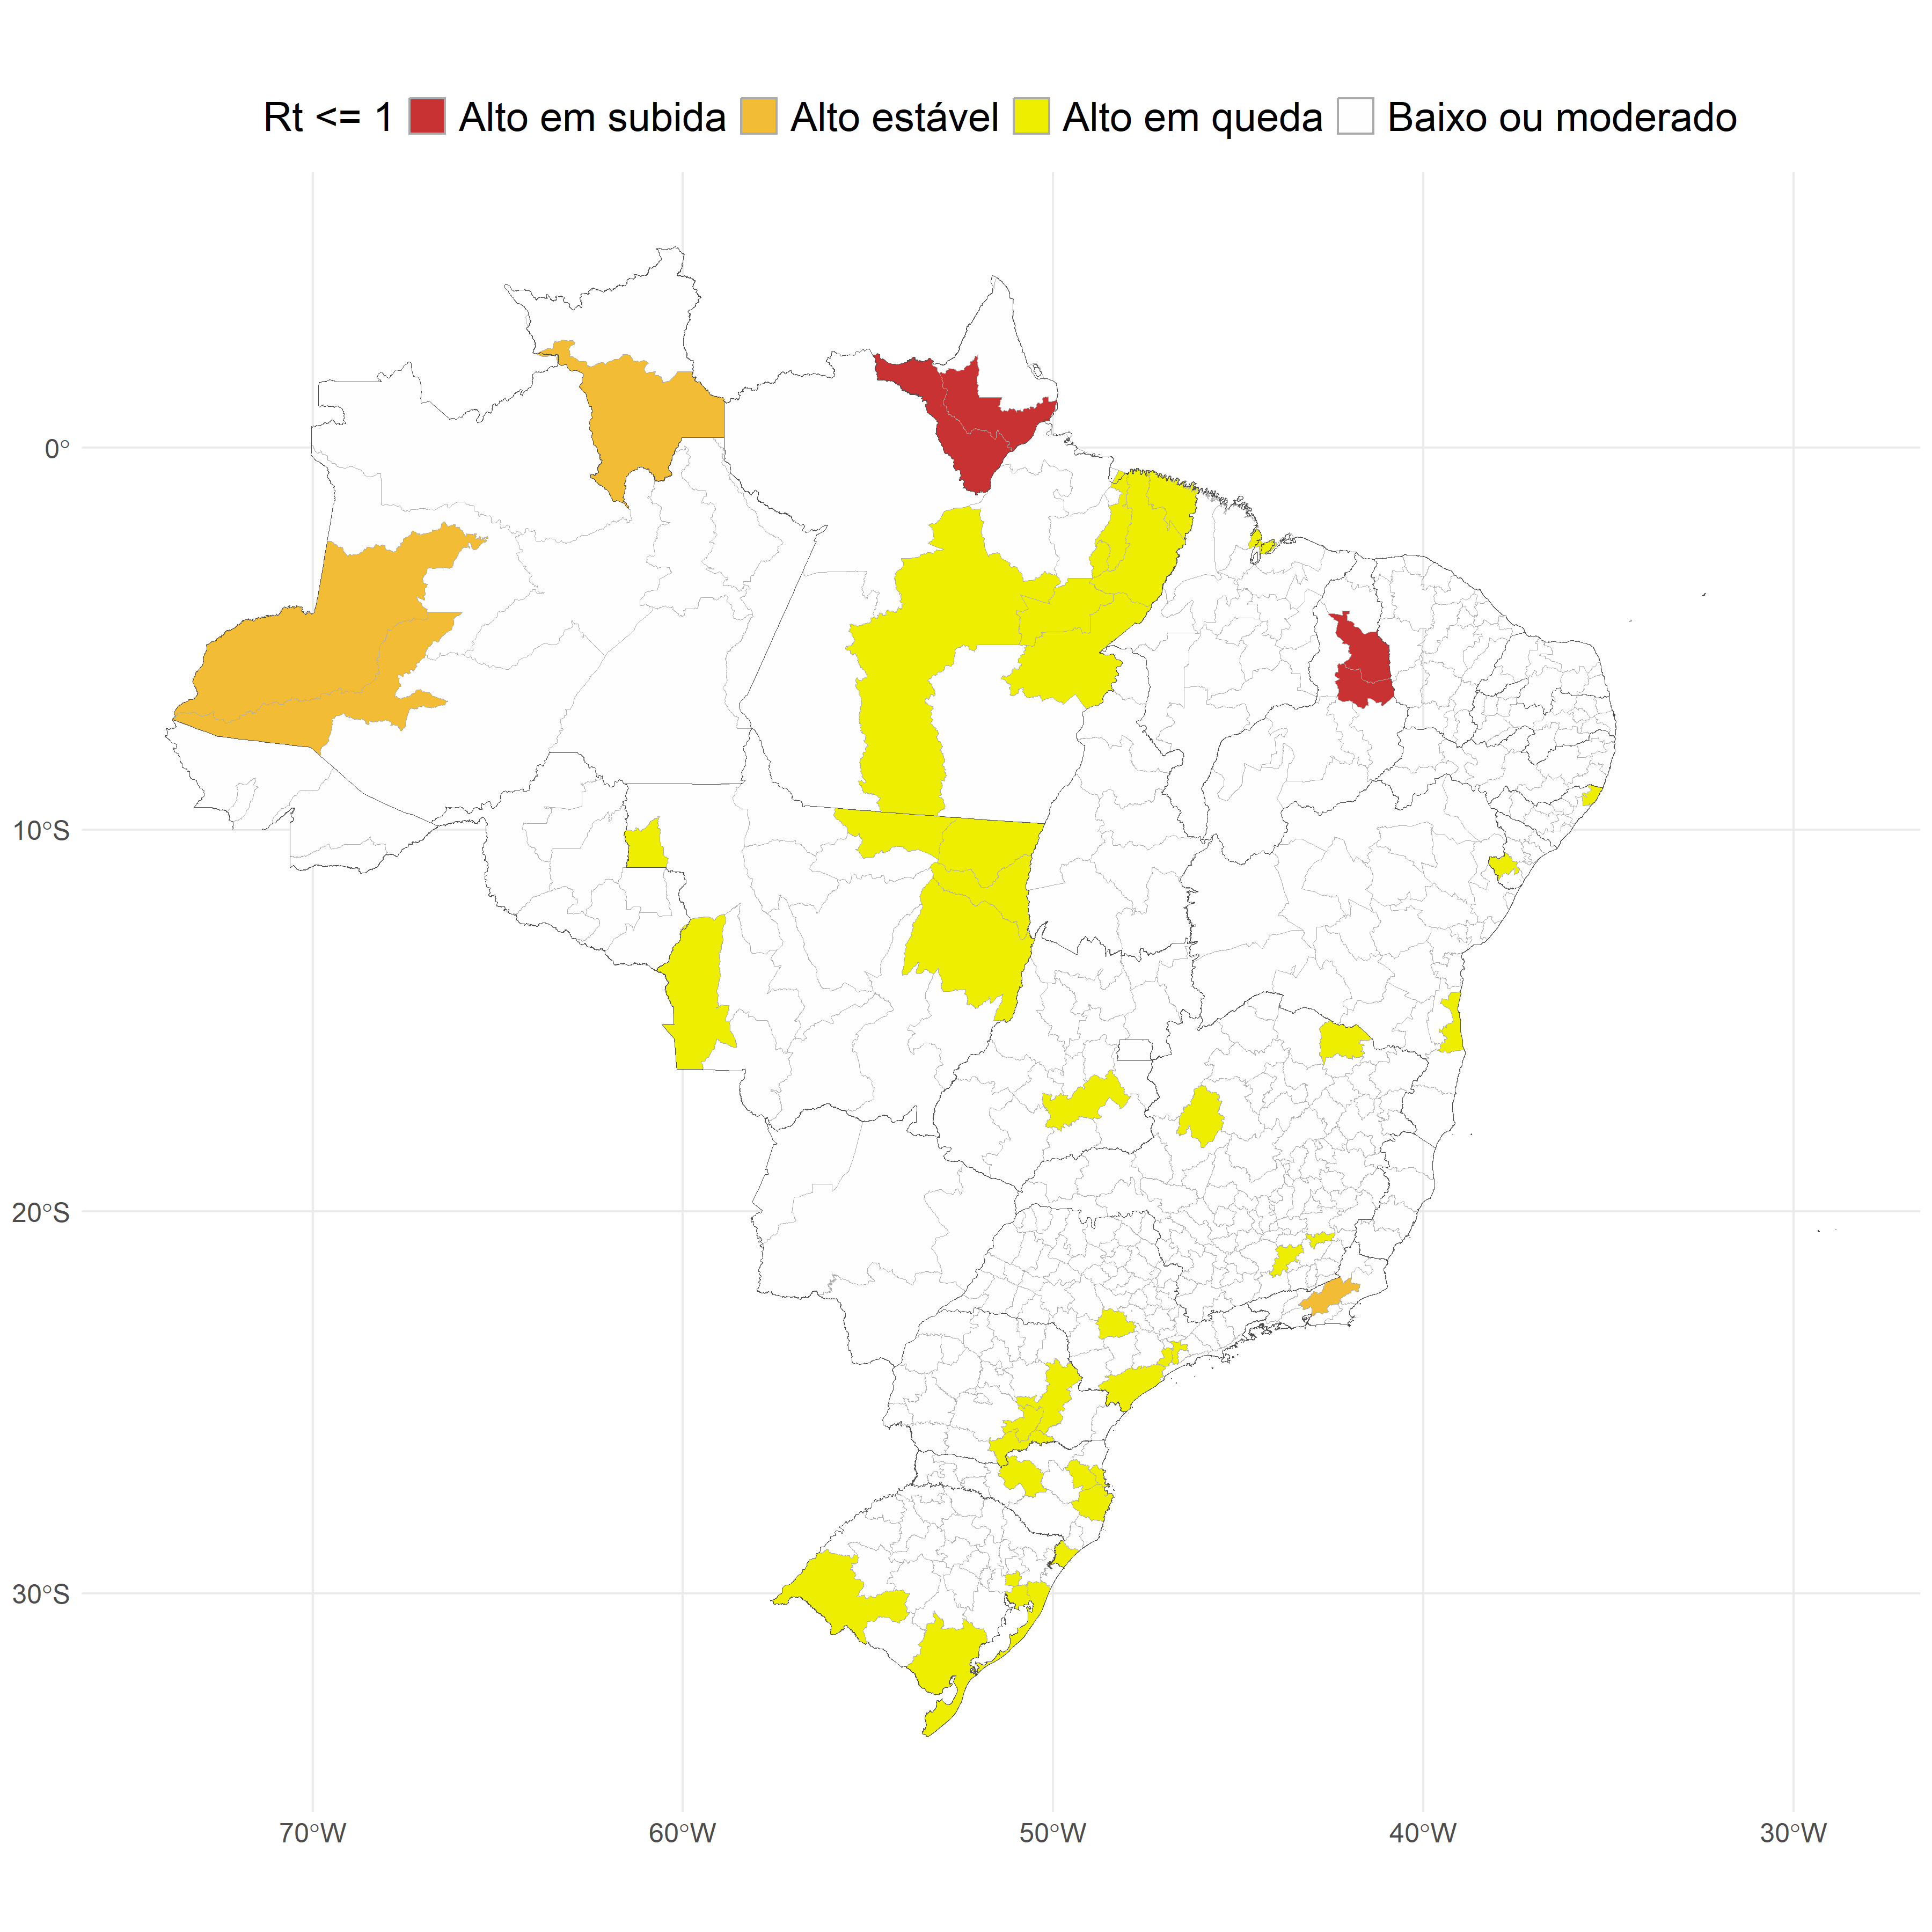 Rt <= 1 Alto em subida Alto estável Alto em queda Baixo ou moderado
0°
10°S
20°S
30°S
70°W 60°W 50°W 40°W 30°W